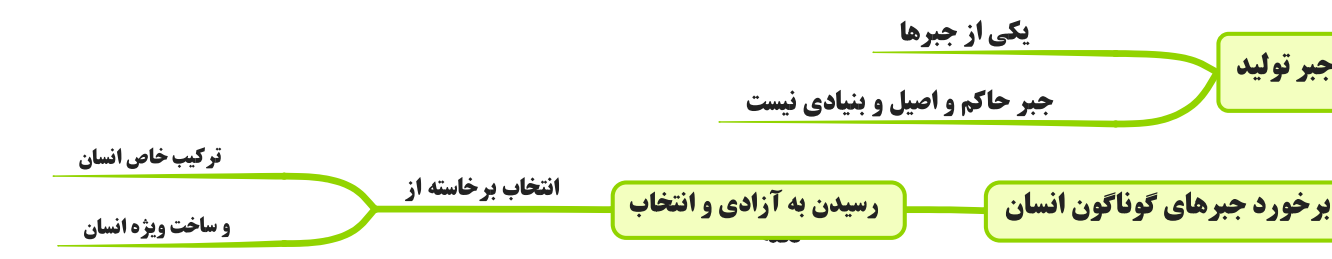 جبر تولید
یکی از جبرها
جبر حاکم و اصیل و بنیادی نیست
برخورد جبرهای گوناگون انسان
رسیدن به آزادی و انتخاب
انتخاب برخاسته از
ترکیب خاص انسان
و ساخت ویژه انسان